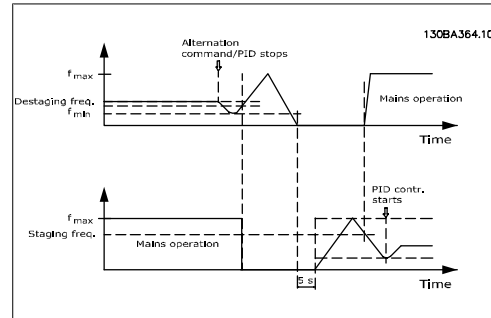 130BA364.10
Alternation
command/PID stops
f max
Destaging freq.
f min
Mains operation
Time
PID contr.
starts
f max
Staging freq.
Mains operation
5 s
Time